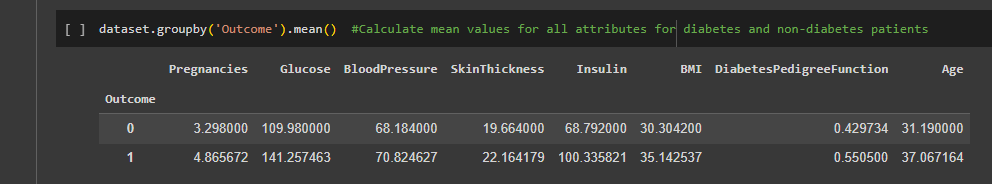 [ ] dataset.groupby('Outcome').mean()  #Calculate mean values for all attributes for diabetes and non-diabetes patients
Pregnancies Glucose BloodPressure SkinThickness Insulin BMI DiabetesPedigreeFunction Age
Outcome
0 3.298000 109.980000 68.184000 19.664000 68.792000 30.304200 0.429734 31.190000
1 4.865672 141.257463 70.824627 22.164179 100.335821 35.142537 0.550500 37.067164